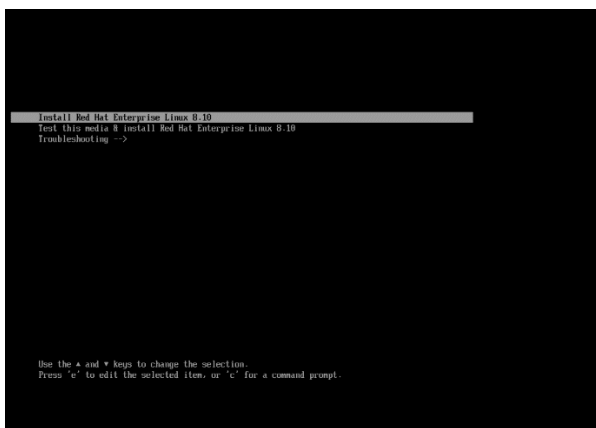 Install Red Hat Enterprise Linux 8.10
Test this media & install Red Hat Enterprise Linux 8.10
Troubleshooting -->
Use the ▲ and ▼ keys to change the selection.
Press 'e' to edit the selected item, or 'c' for a command prompt.